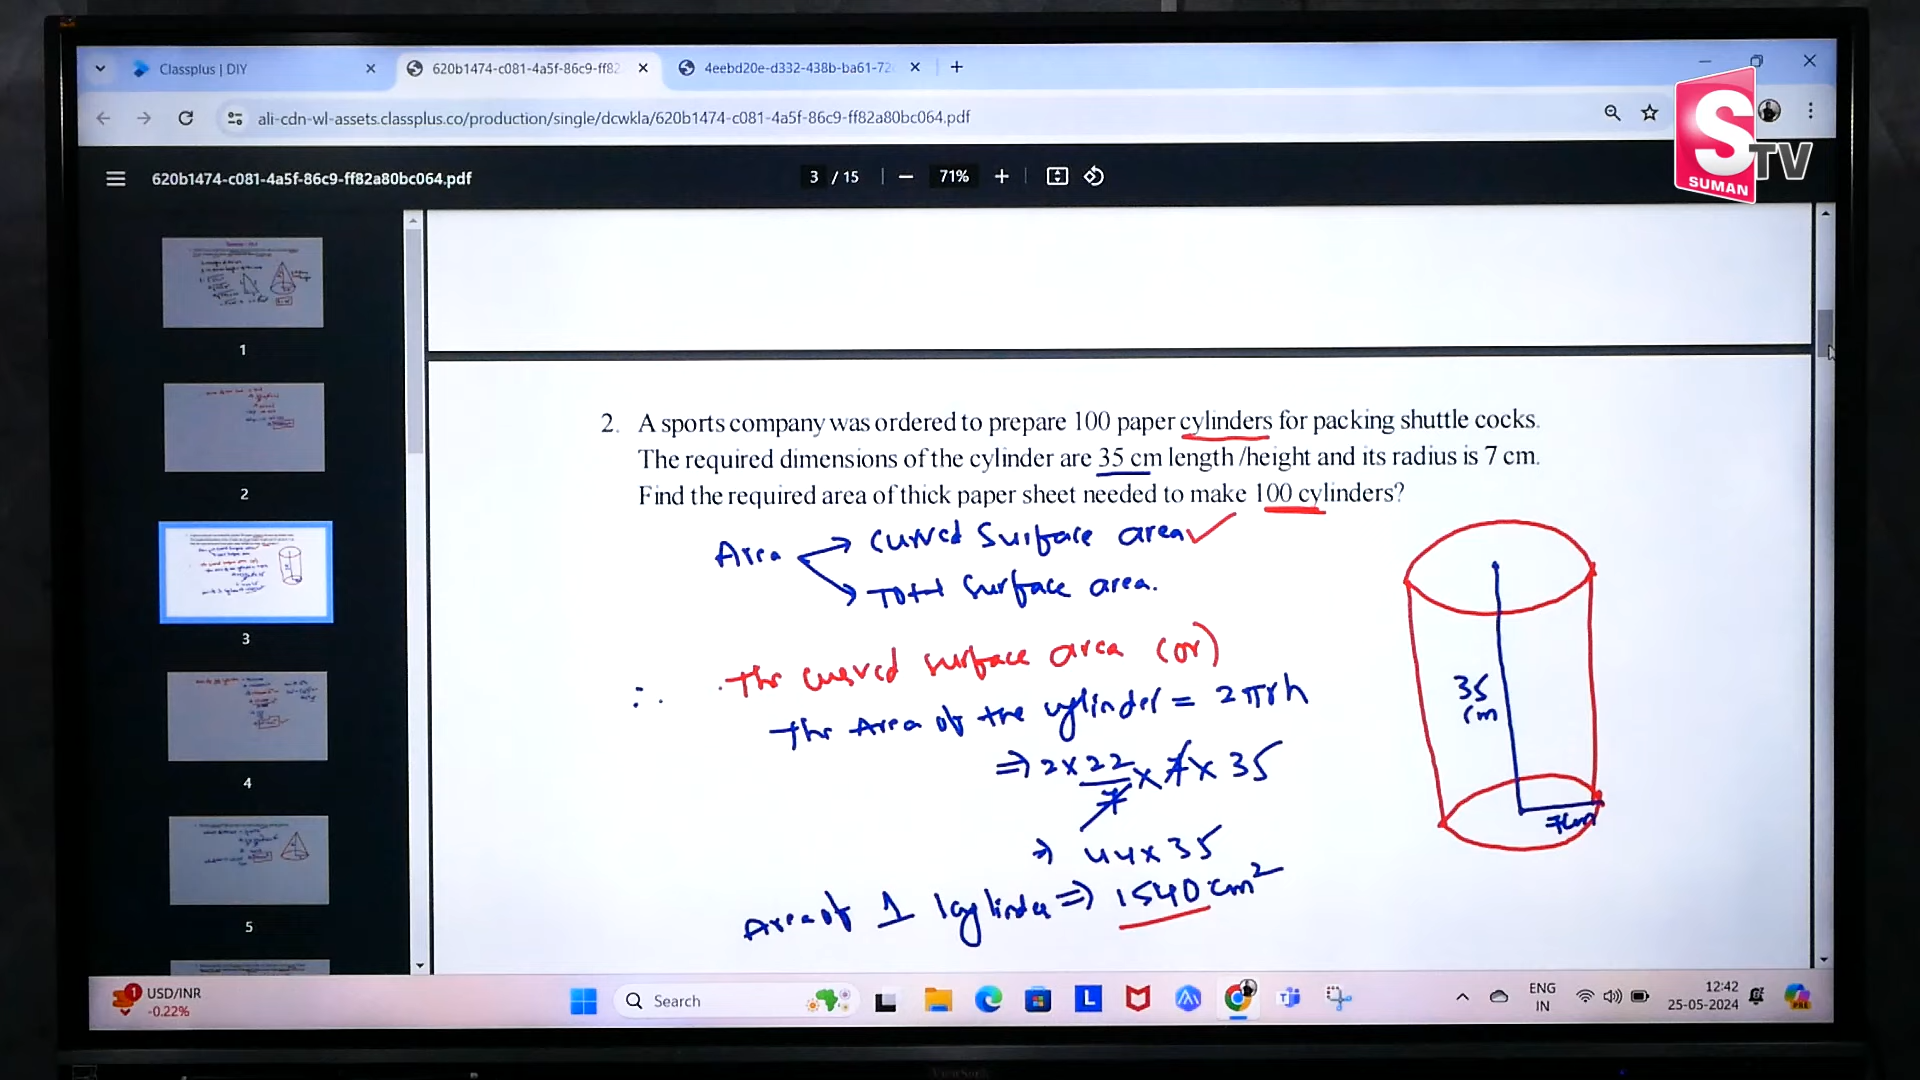 Classplus | DIY
620b1474-c081-4a5f-86c9-ff82
4eebd20e-d332-438b-ba61-72
ali-cdn-wl-assets.classplus.co/production/single/dcwkla/620b1474-c081-4a5f-86c9-ff82a80bc064.pdf
S TV
SUMAN
620b1474-c081-4a5f-86c9-ff82a80bc064.pdf
3 / 15
71%
1
2
3
4
5
2. A sports company was ordered to prepare 100 paper cylinders for packing shuttle cocks.
The required dimensions of the cylinder are 35 cm length /height and its radius is 7 cm.
Find the required area of thick paper sheet needed to make 100 cylinders?
Area → curved surface area ✓
→ Total surface area.
∴ The curved surface area (or)
The Area of the cylinder = 2πrh
⇒ 2 x 22/7 x 7 x 35
⇒ 44 x 35
Area of 1 cylinder ⇒ 1540 cm²
35
cm
7cm
USD/INR
-0.22%
1
Search
ENG
IN
12:42
25-05-2024
ViewSonic